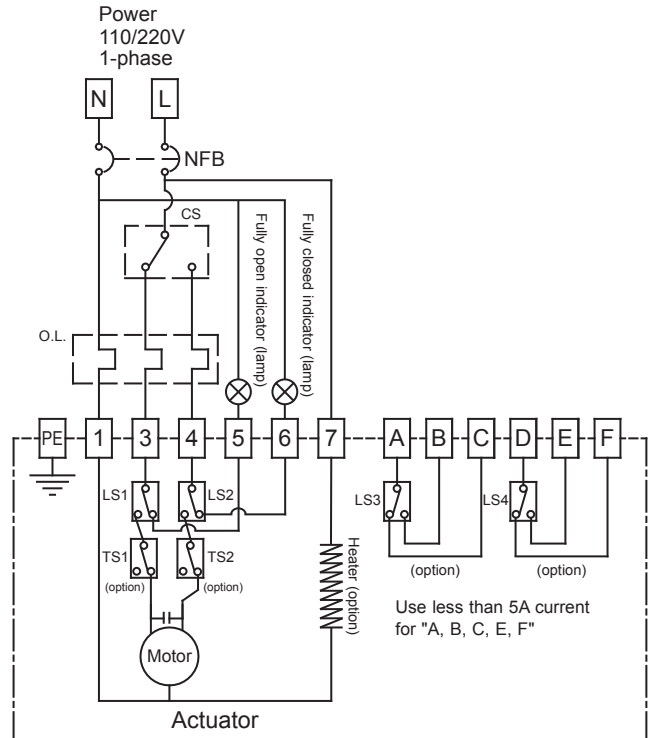 Power
110/220V
1-phase
N
L
NFB
CS
Fully open indicator (lamp)
Fully closed indicator (lamp)
O.L.
PE
1
3
4
5
6
7
A
B
C
D
E
F
LS1
LS2
LS3
LS4
TS1
TS2
(option)
(option)
Heater (option)
(option)
(option)
Use less than 5A current
for "A, B, C, E, F"
Motor
Actuator